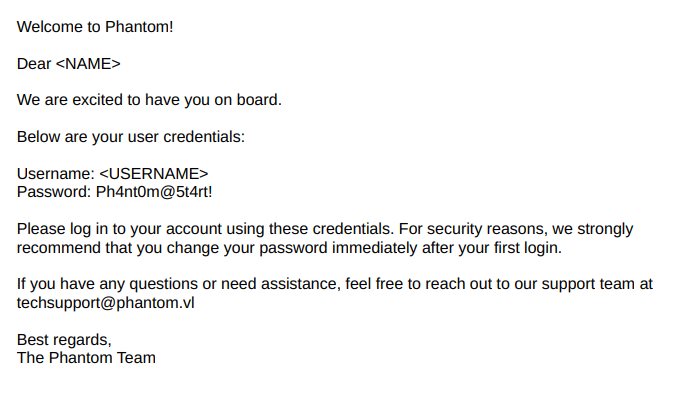 Welcome to Phantom!
Dear <NAME>
We are excited to have you on board.
Below are your user credentials:
Username: <USERNAME>
Password: Ph4nt0m@5t4rt!
Please log in to your account using these credentials. For security reasons, we strongly
recommend that you change your password immediately after your first login.
If you have any questions or need assistance, feel free to reach out to our support team at
techsupport@phantom.vl
Best regards,
The Phantom Team